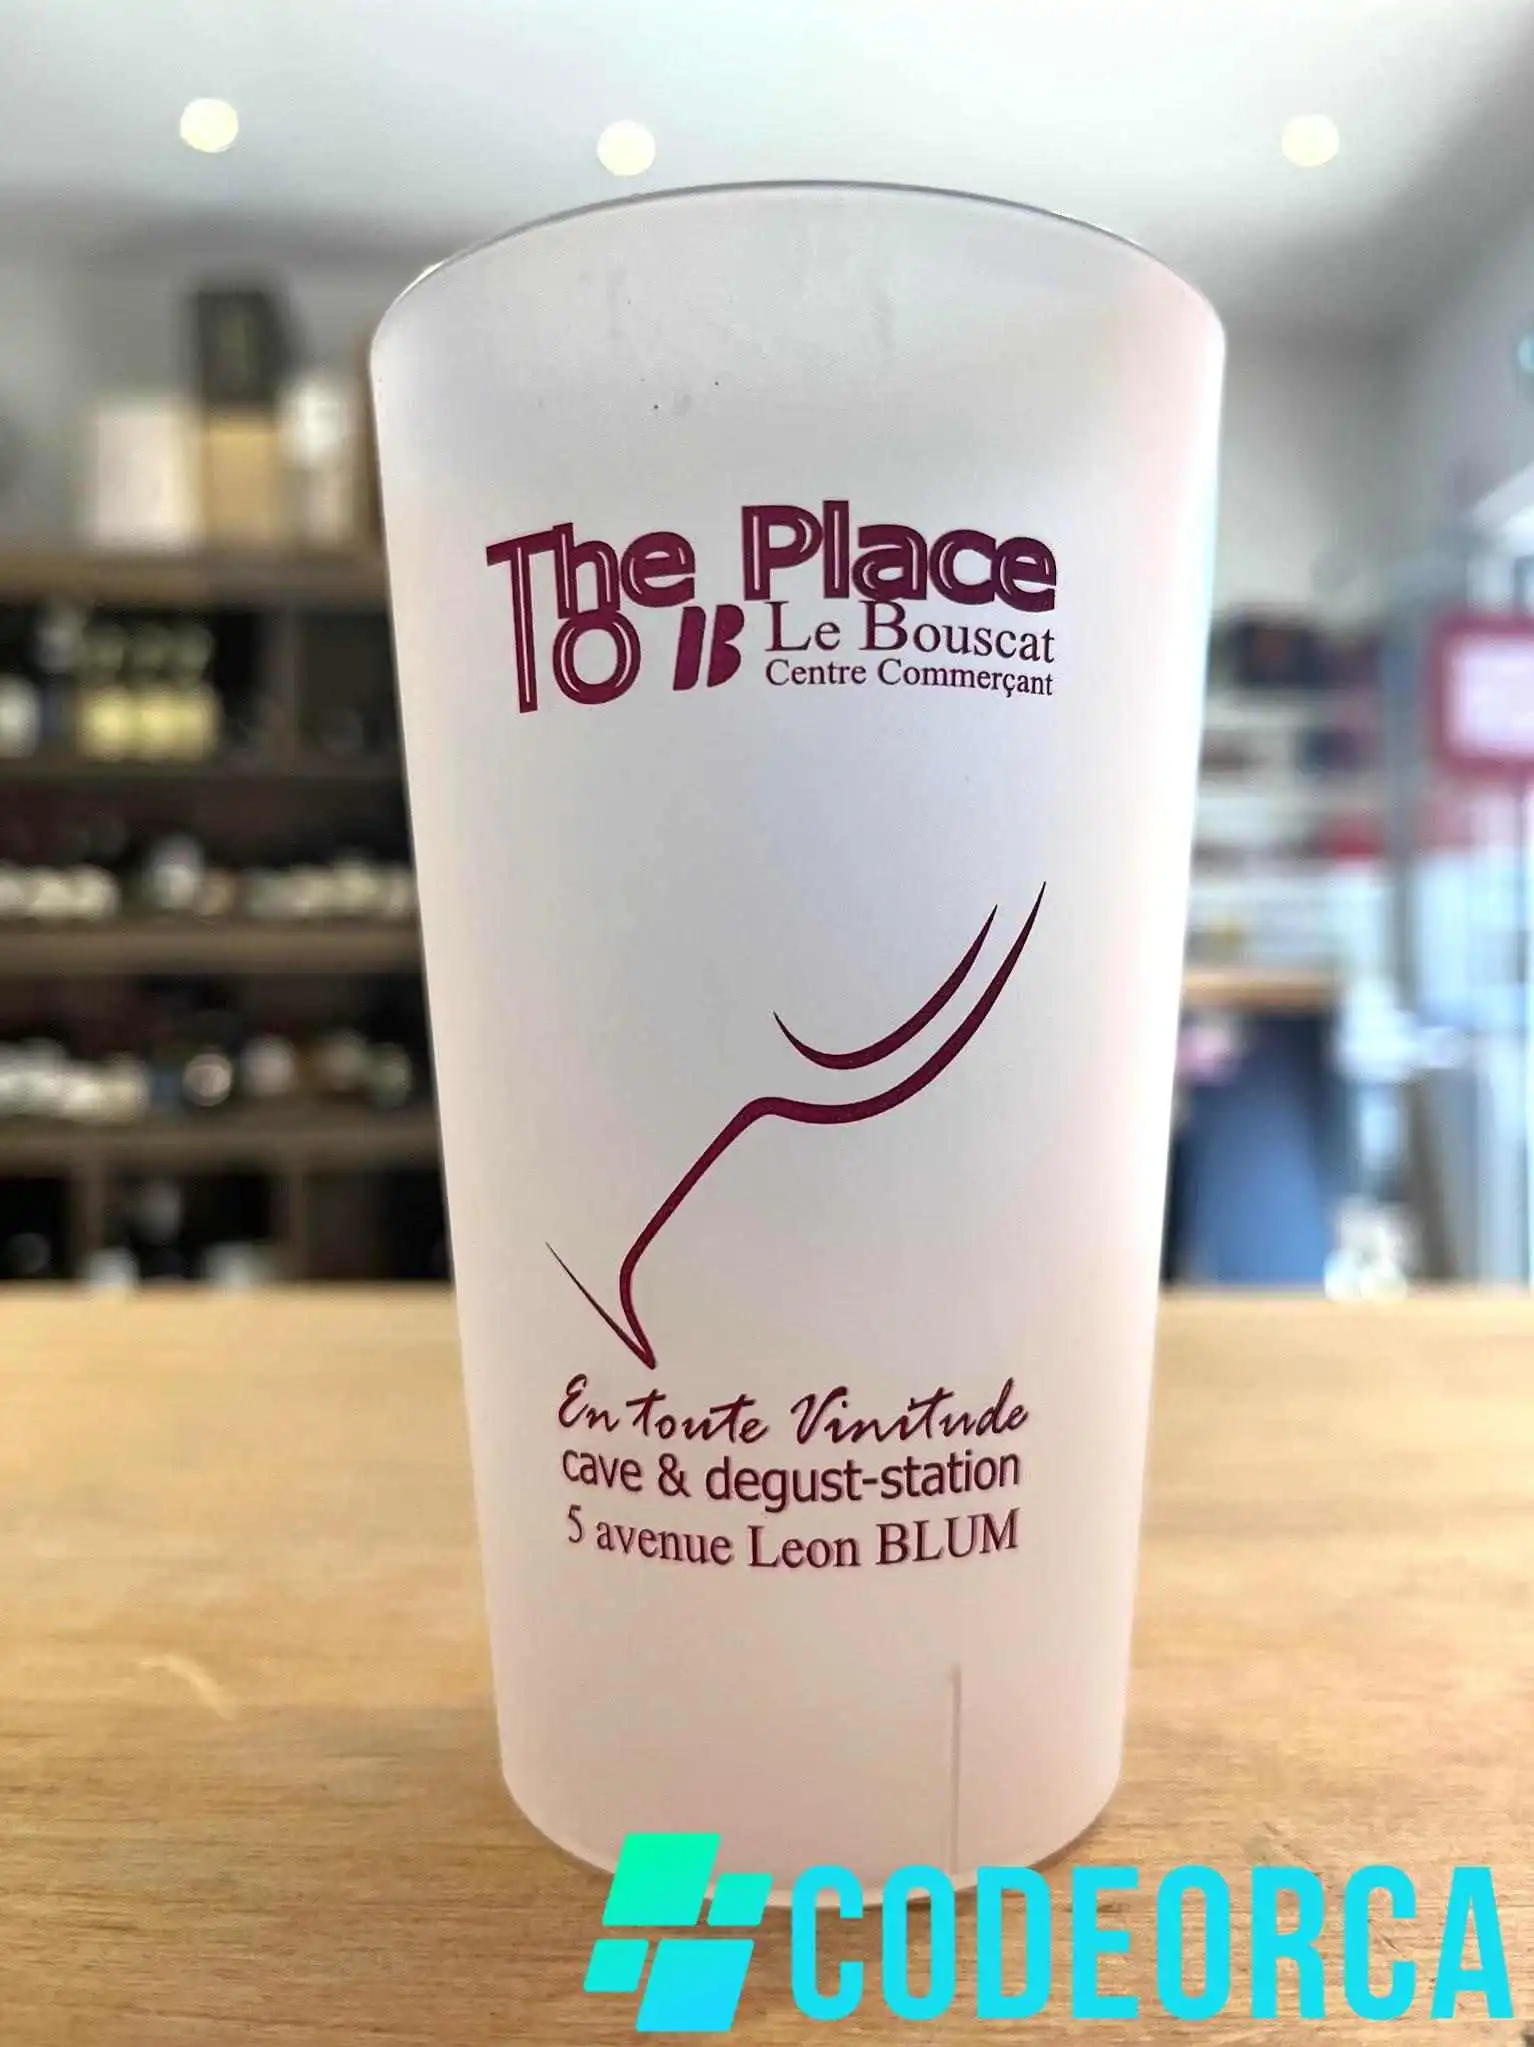 The Place
TO B Le Bouscat
Centre Commerçant
En toute Vinitude
cave & degust-station
5 avenue Leon BLUM
CODEORCA